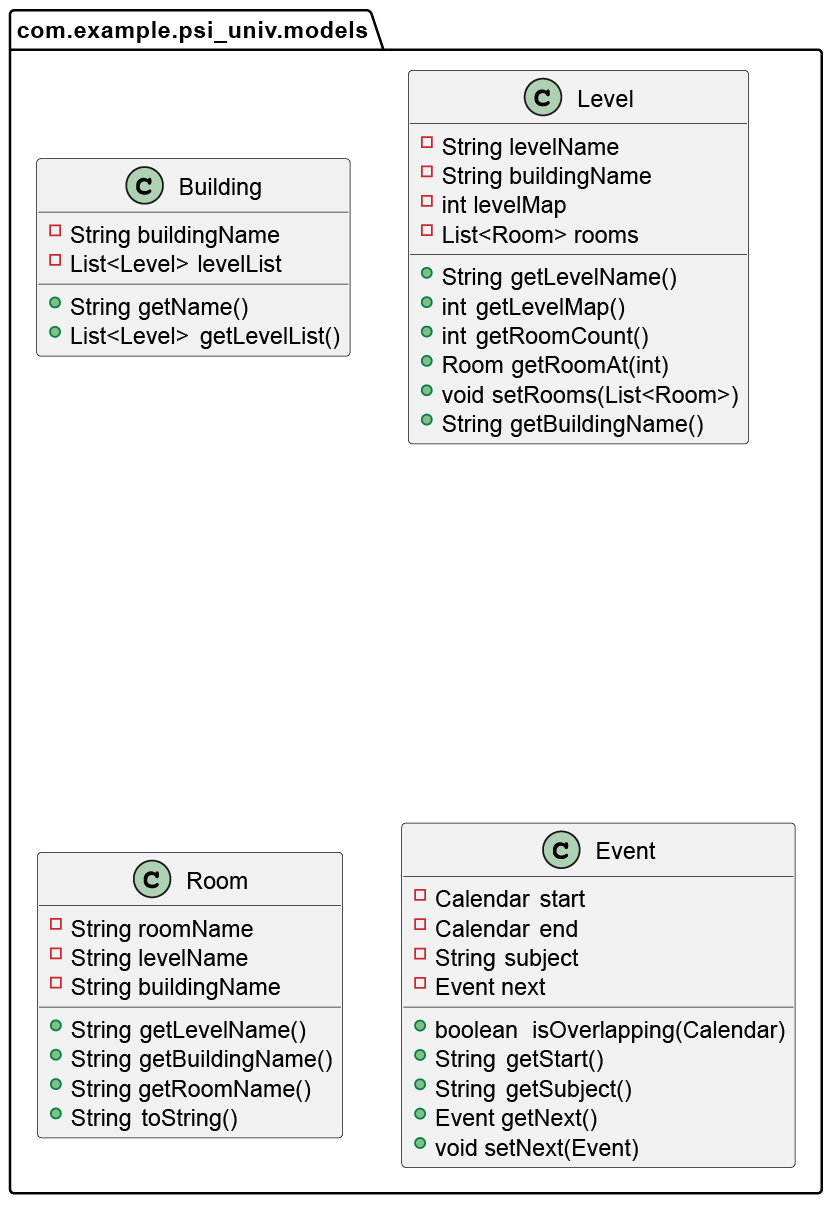 com.example.psi_univ.models
C Building
String buildingName
List<Level> levelList
String getName()
List<Level> getLevelList()
C Level
String levelName
String buildingName
int levelMap
List<Room> rooms
String getLevelName()
int getLevelMap()
int getRoomCount()
Room getRoomAt(int)
void setRooms(List<Room>)
String getBuildingName()
C Room
String roomName
String levelName
String buildingName
String getLevelName()
String getBuildingName()
String getRoomName()
String toString()
C Event
Calendar start
Calendar end
String subject
Event next
boolean isOverlapping(Calendar)
String getStart()
String getSubject()
Event getNext()
void setNext(Event)